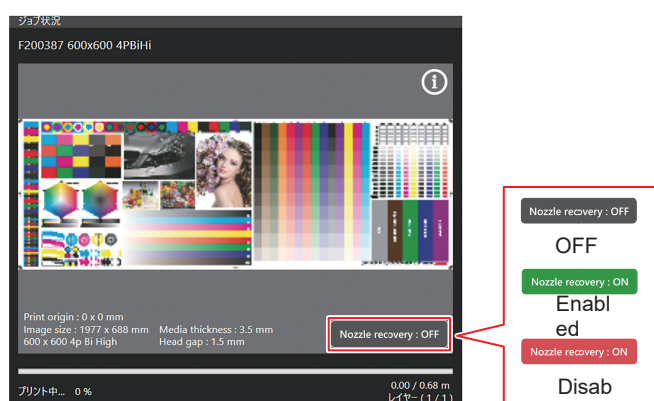 ジョブ状況
F200387 600x600 4PBiHi
Print origin : 0 x 0 mm
Image size : 1977 x 688 mm Media thickness : 3.5 mm
600 x 600 4p Bi High Head gap : 1.5 mm
Nozzle recovery : OFF
プリント中... 0 %
0.00 / 0.68 m
レイヤー ( 1 / 1 )
Nozzle recovery : OFF
OFF
Nozzle recovery : ON
Enabl
ed
Nozzle recovery : ON
Disab